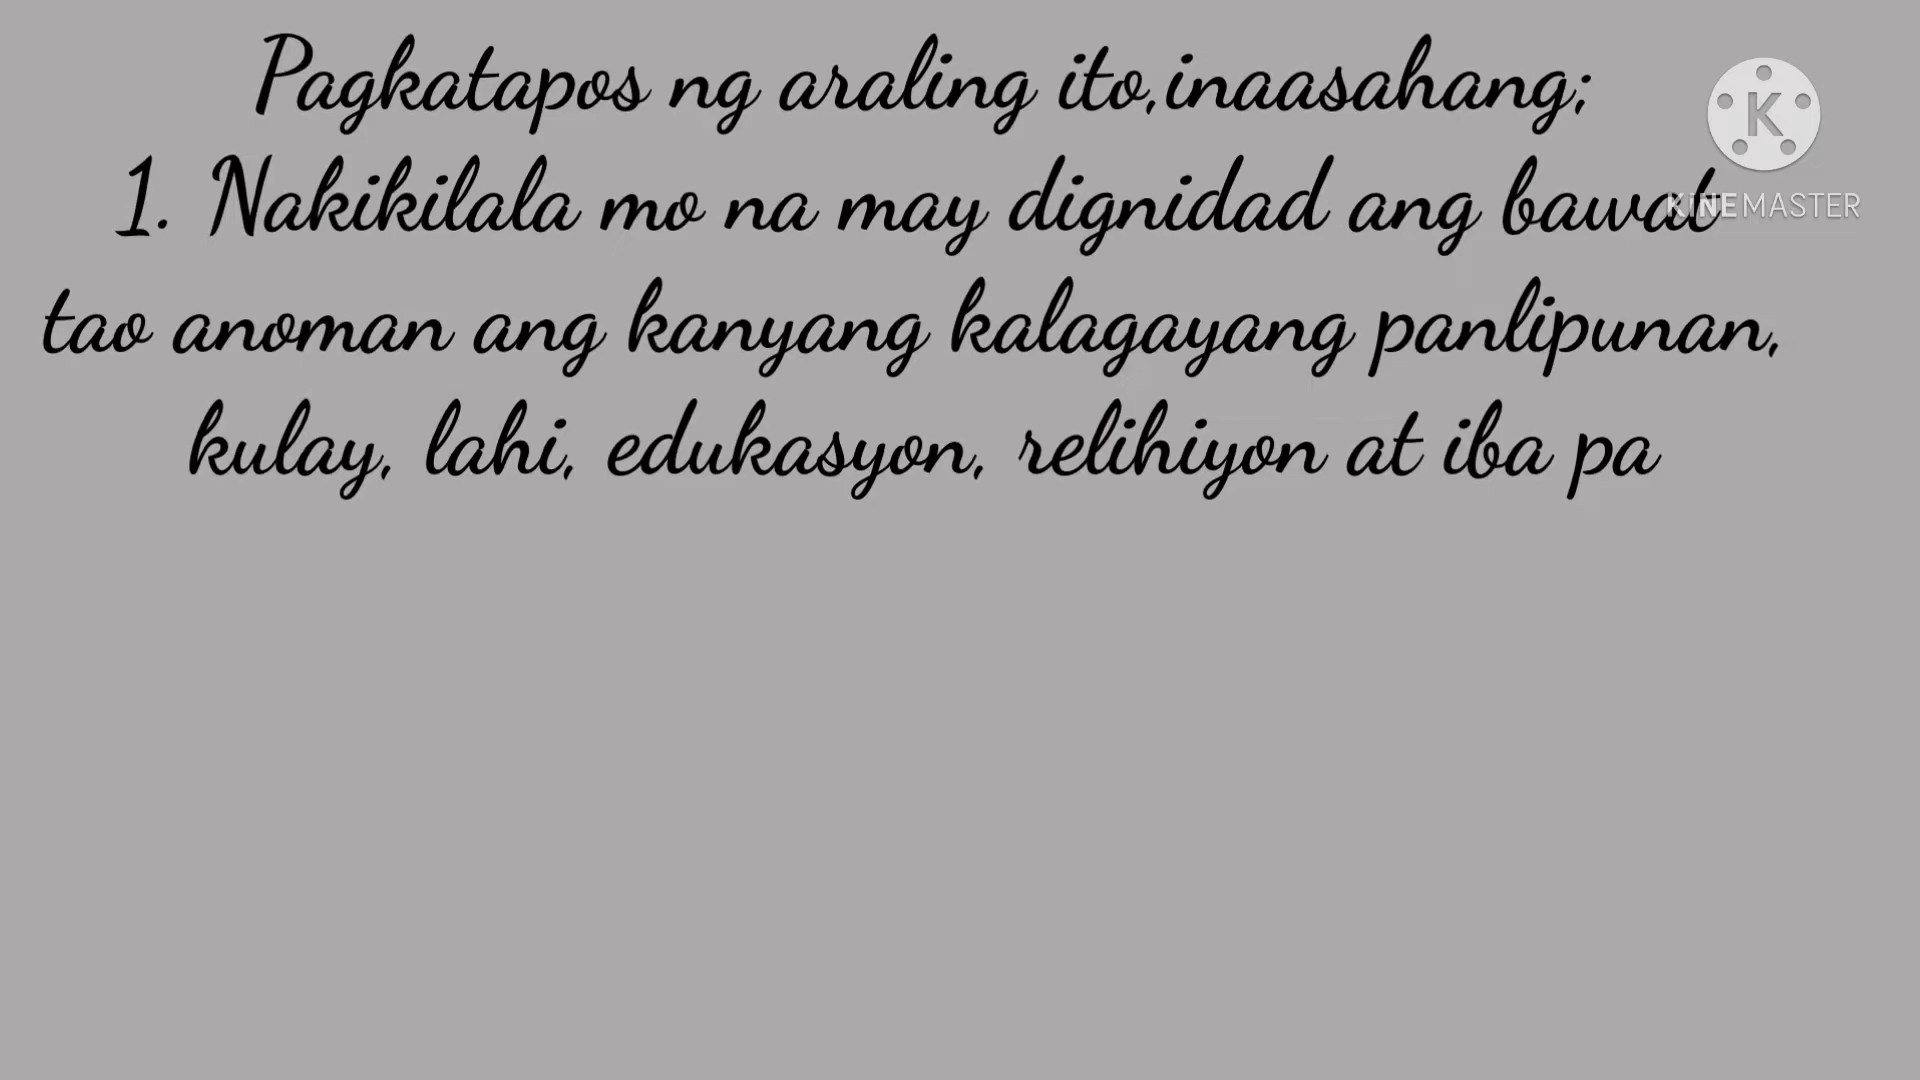 Pagkatapos ng araling ito,inaasahang;
K
1. Nakikilala mo na may dignidad ang bawab
KINEMASTER
tao anoman ang kanyang kalagayang panlipunan,
kulay, lahi, edukasyon, relihiyon at iba pa